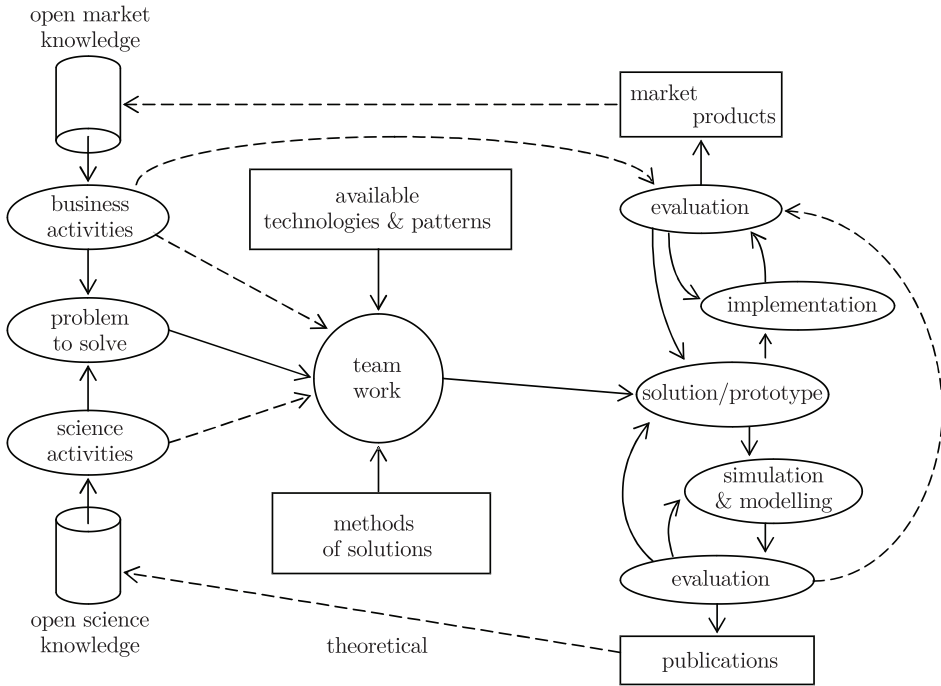 open market
knowledge
market
products
business
activities
available
technologies & patterns
evaluation
problem
to solve
implementation
team
work
solution/prototype
science
activities
simulation
& modelling
methods
of solutions
evaluation
open science
knowledge
theoretical
publications